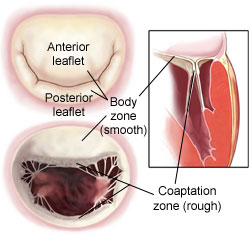 Anterior
leaflet
Posterior
leaflet
Body
zone
(smooth)
Coaptation
zone (rough)